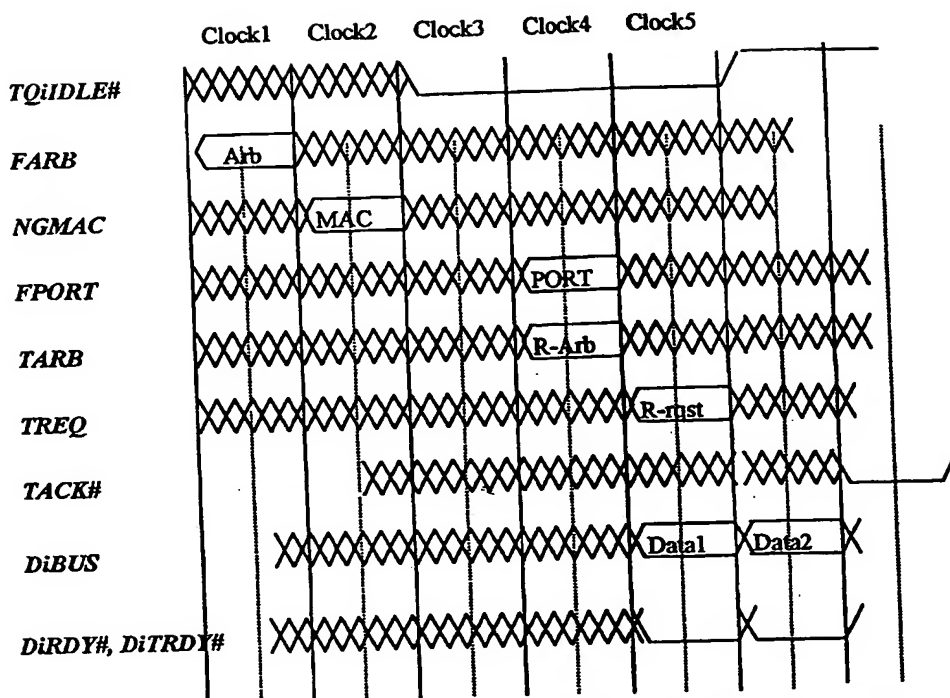 Clock1 Clock2 Clock3 Clock4 Clock5
TQiIDLE#
FARB Arb
NGMAC MAC
FPORT PORT
TARB R-Arb
TREQ R-rqst
TACK#
DiBUS Data1 Data2
DiRDY#, DiTRDY#